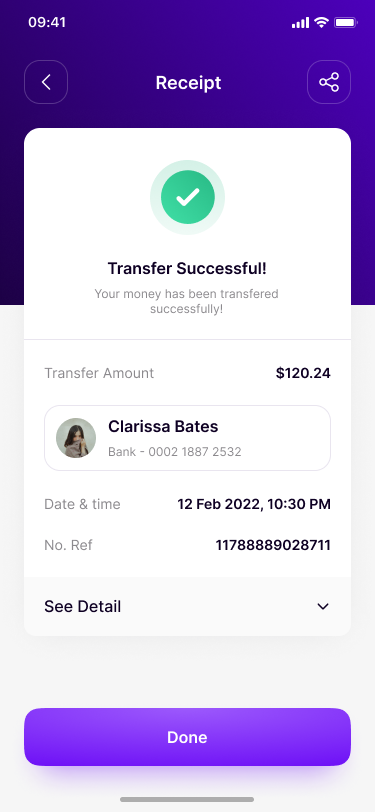 09:41
Receipt
Transfer Successful!
Your money has been transfered
successfully!
Transfer Amount $120.24
Clarissa Bates
Bank - 0002 1887 2532
Date & time 12 Feb 2022, 10:30 PM
No. Ref 11788889028711
See Detail
Done